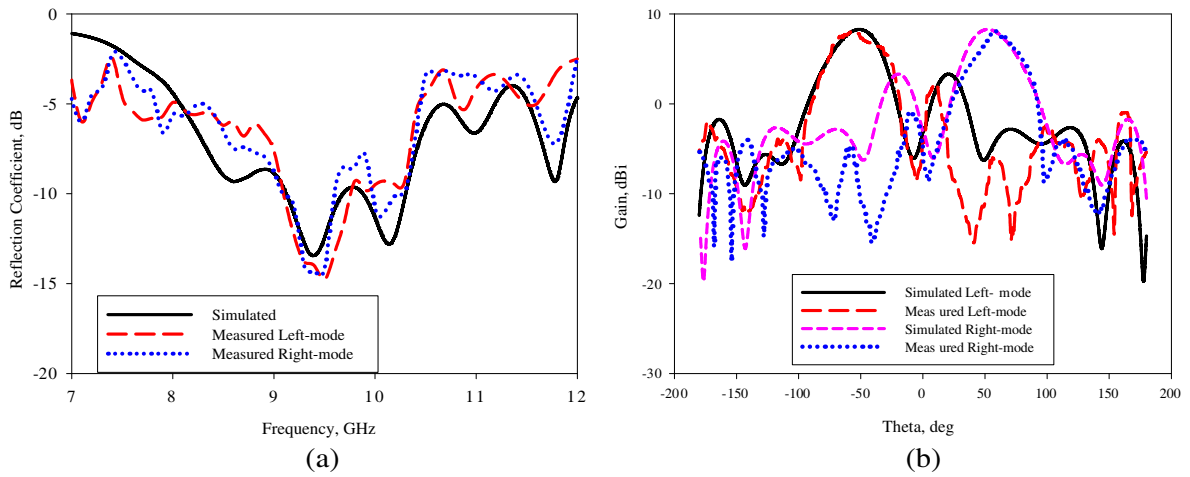 0
-5
-10
-15
-20
Reflection Coefficient, dB
7 8 9 10 11 12
Frequency, GHz
Simulated
Measured Left-mode
Measured Right-mode
(a)
10
0
-10
-20
-30
Gain, dBi
-200 -150 -100 -50 0 50 100 150 200
Theta, deg
Simulated Left- mode
Meas ured Left-mode
Simulated Right-mode
Meas ured Right-mode
(b)